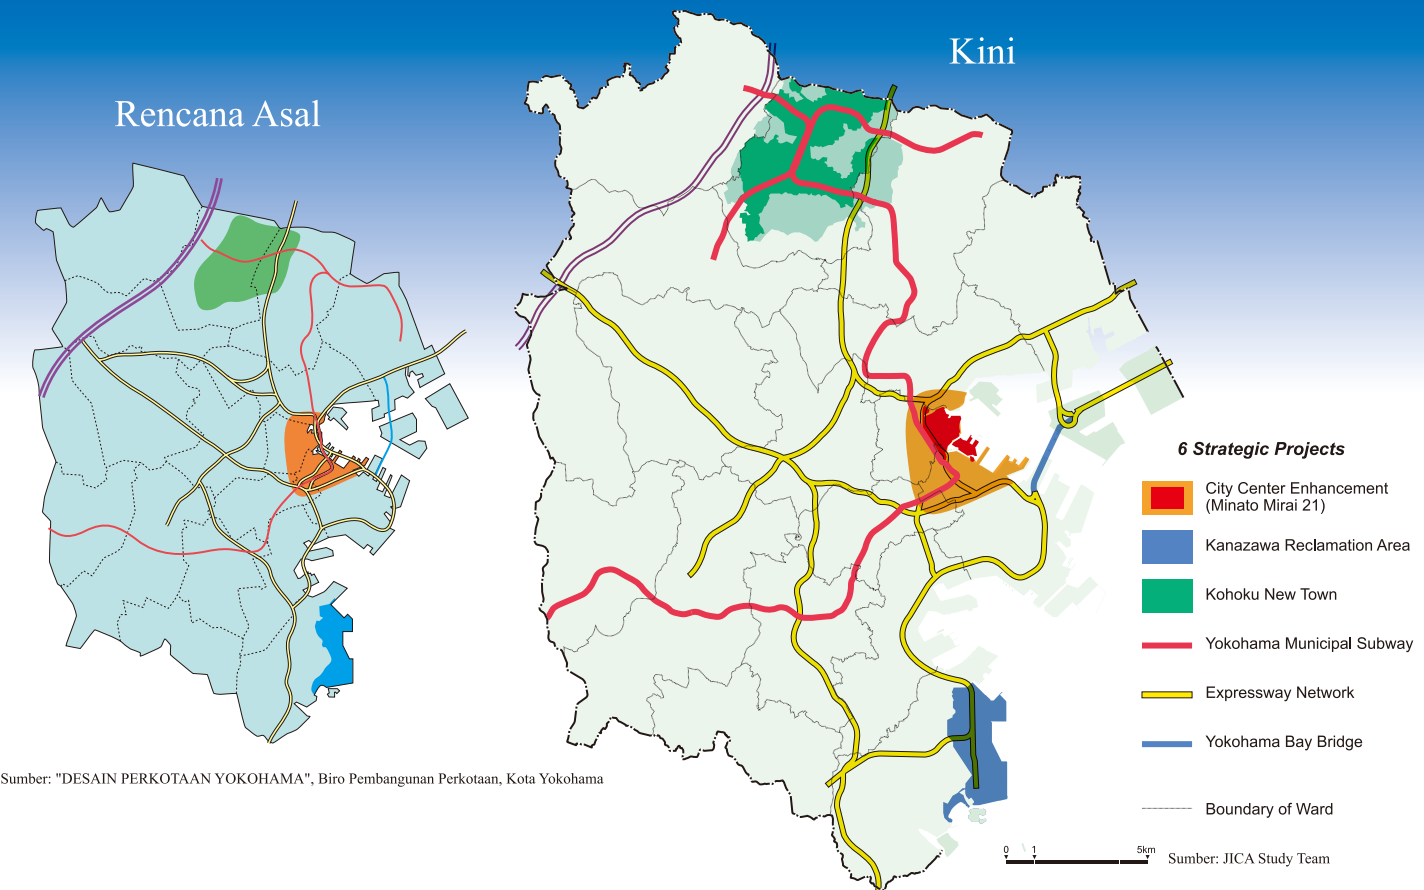 Kini
Rencana Asal
6 Strategic Projects
City Center Enhancement
(Minato Mirai 21)
Kanazawa Reclamation Area
Kohoku New Town
Yokohama Municipal Subway
Expressway Network
Yokohama Bay Bridge
Boundary of Ward
Sumber: "DESAIN PERKOTAAN YOKOHAMA", Biro Pembangunan Perkotaan, Kota Yokohama
0 1 5km
Sumber: JICA Study Team